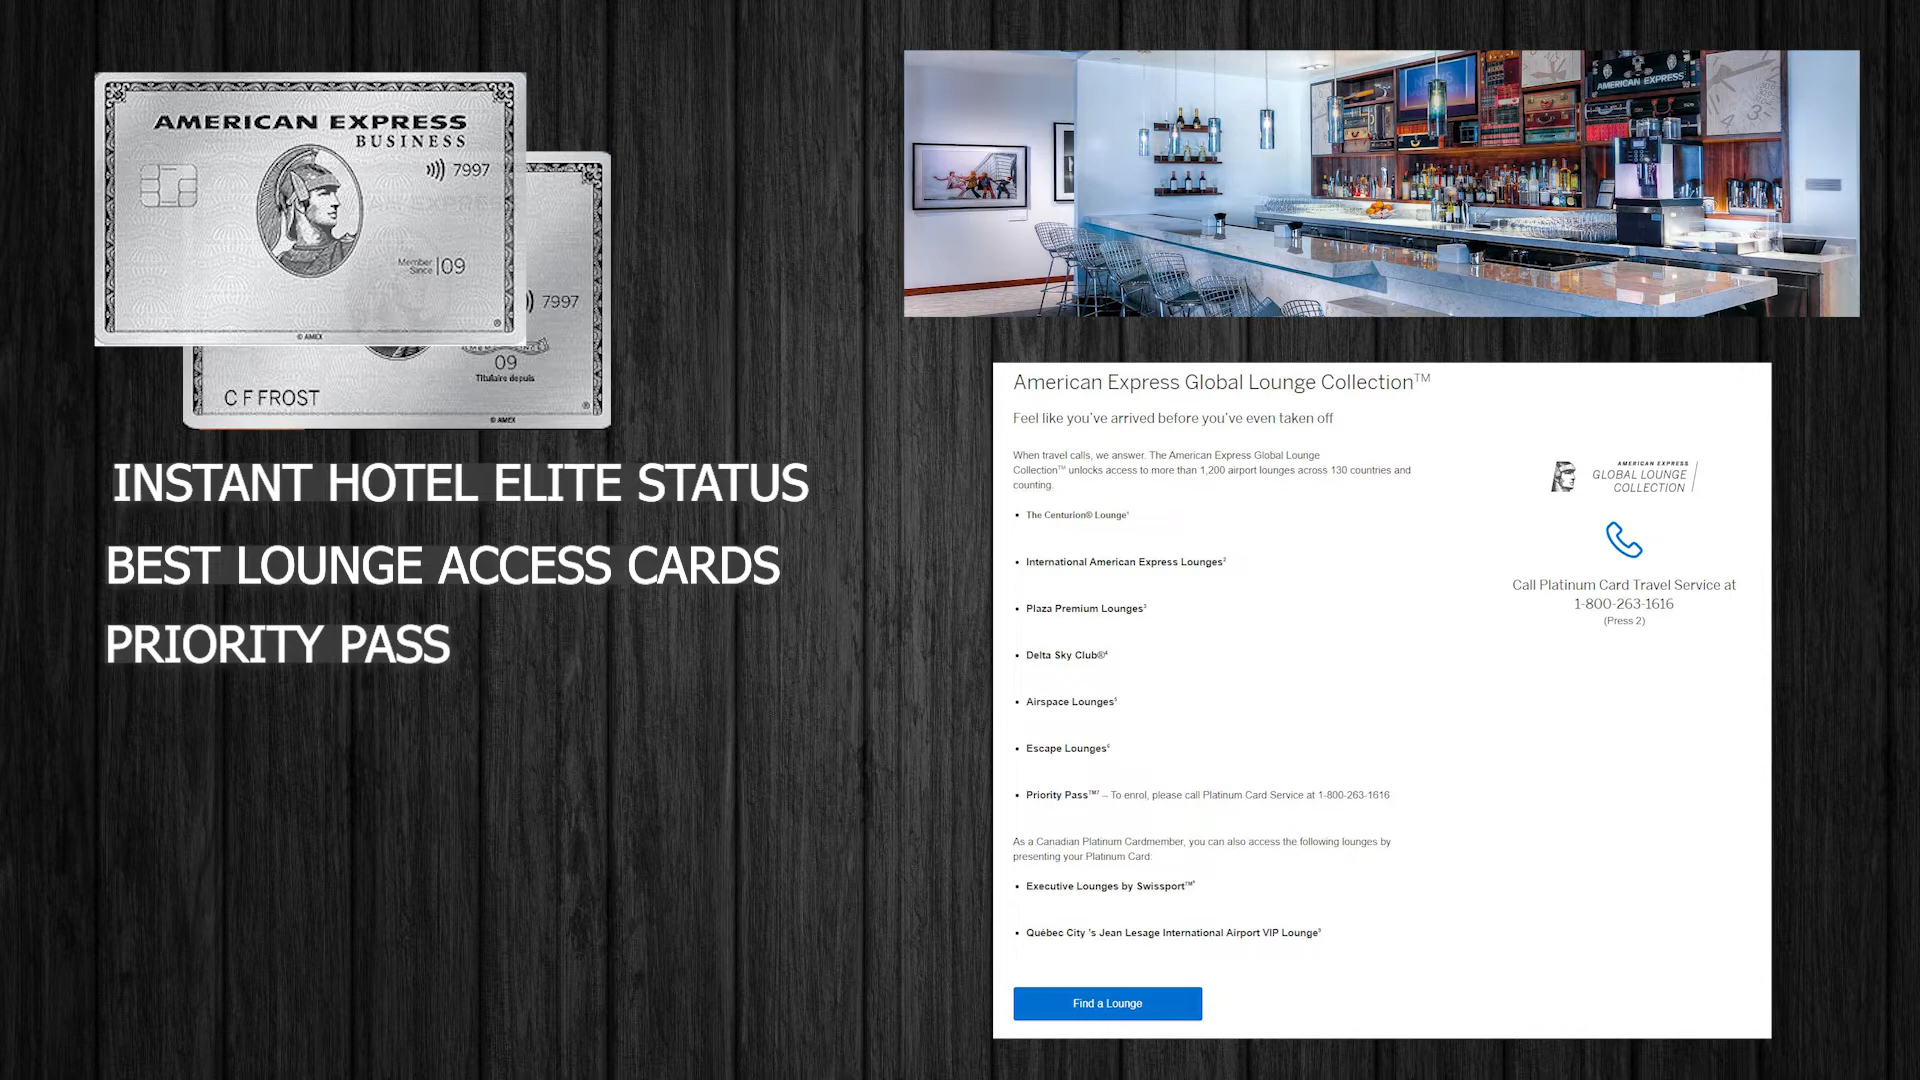 AMERICAN EXPRESS
BUSINESS
7997
Member
Since 09
© AMEX
7997
09
Titulaire depuis
C F FROST
© AMEX
INSTANT HOTEL ELITE STATUS
BEST LOUNGE ACCESS CARDS
PRIORITY PASS
AMERICAN EXPRESS
American Express Global Lounge Collection™
Feel like you've arrived before you've even taken off
When travel calls, we answer. The American Express Global Lounge
Collection™ unlocks access to more than 1,200 airport lounges across 130 countries and
counting.
• The Centurion® Lounge¹
• International American Express Lounges²
• Plaza Premium Lounges³
• Delta Sky Club®⁴
• Airspace Lounges⁵
• Escape Lounges⁶
• Priority Pass™⁷ – To enrol, please call Platinum Card Service at 1-800-263-1616
As a Canadian Platinum Cardmember, you can also access the following lounges by
presenting your Platinum Card:
• Executive Lounges by Swissport™
• Québec City 's Jean Lesage International Airport VIP Lounge
Find a Lounge
AMERICAN EXPRESS
GLOBAL LOUNGE
COLLECTION
Call Platinum Card Travel Service at
1-800-263-1616
(Press 2)